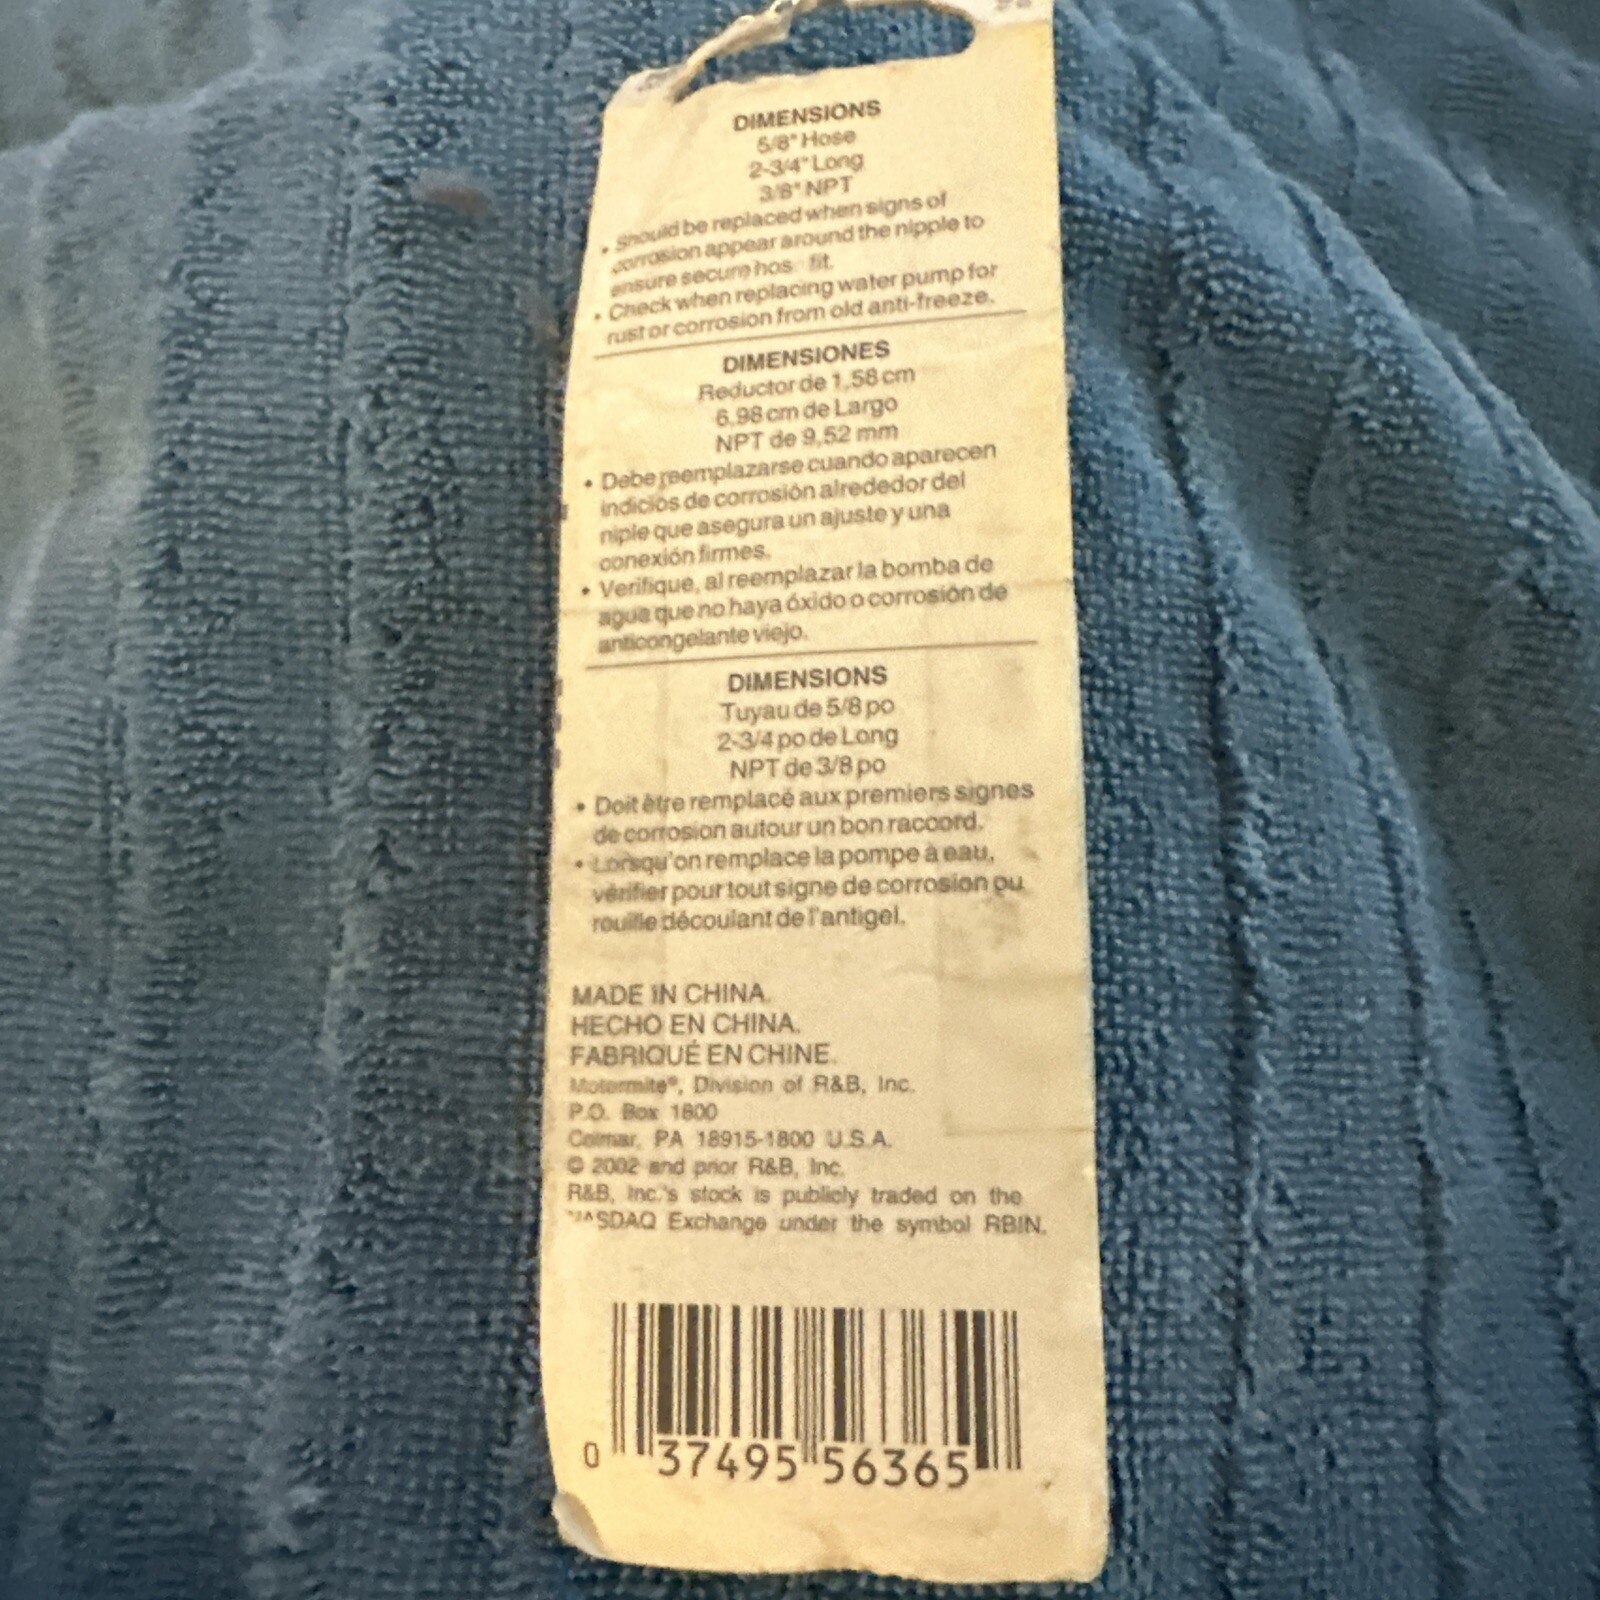 DIMENSIONS
5/8" Hose
2-3/4" Long
3/8" NPT
• Should be replaced when signs of
corrosion appear around the nipple to
ensure secure hos fit.
• Check when replacing water pump for
rust or corrosion from old anti-freeze.
DIMENSIONES
Reductor de 1,58 cm
6,98 cm de Largo
NPT de 9,52 mm
• Debe reemplazarse cuando aparecen
indicios de corrosión alrededor del
niple que asegura un ajuste y una
conexión firmes.
• Verifique, al reemplazar la bomba de
agua que no haya óxido o corrosión de
anticongelante viejo.
DIMENSIONS
Tuyau de 5/8 po
2-3/4 po de Long
NPT de 3/8 po
• Doit être remplacé aux premiers signes
de corrosion autour un bon raccord.
• Lorsqu'on remplace la pompe à eau,
vérifier pour tout signe de corrosion ou
rouille découlant de l'antigel.
MADE IN CHINA.
HECHO EN CHINA.
FABRIQUÉ EN CHINE.
Motormite®, Division of R&B, Inc.
P.O. Box 1800
Colmar, PA 18915-1800 U.S.A.
© 2002 and prior R&B, Inc.
R&B, Inc.'s stock is publicly traded on the
NASDAQ Exchange under the symbol RBIN.
0 37495 56365